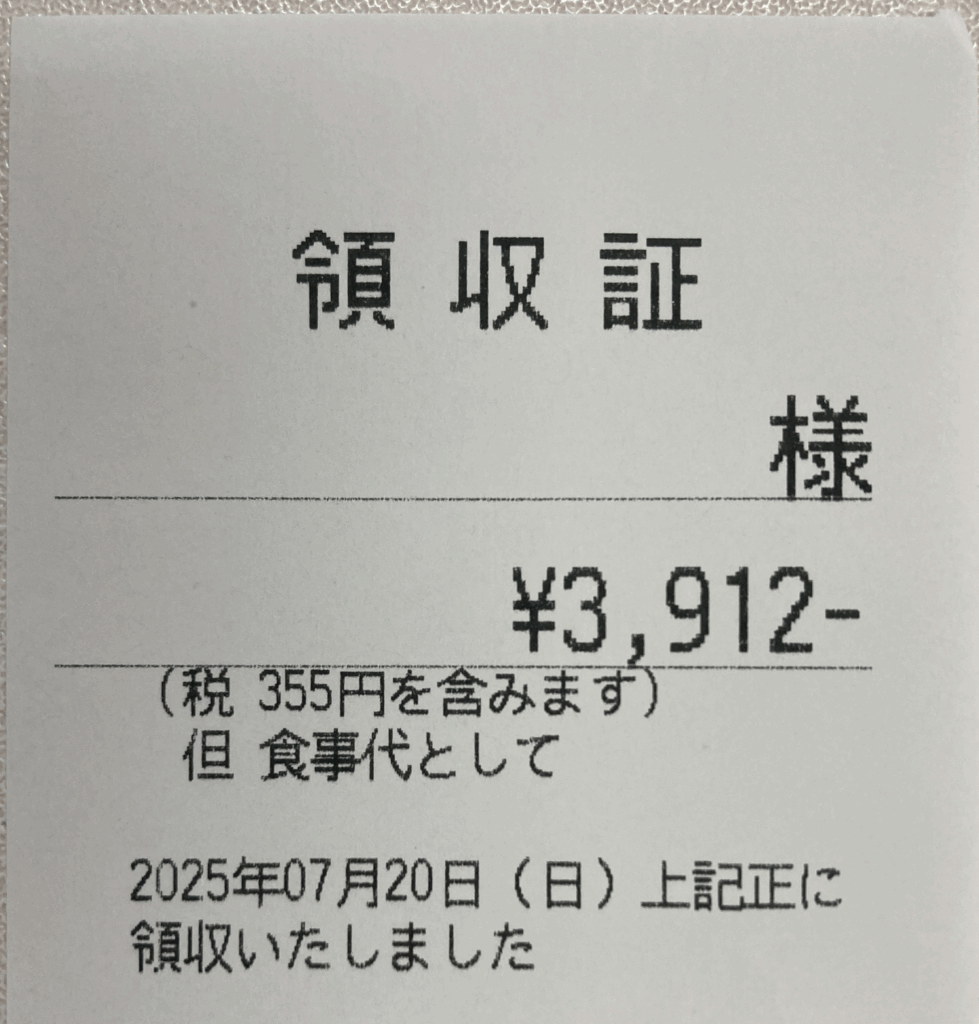 領収証
様
¥3,912-
（税 355円を含みます）
但 食事代として
2025年07月20日（日）上記正に
領収いたしました